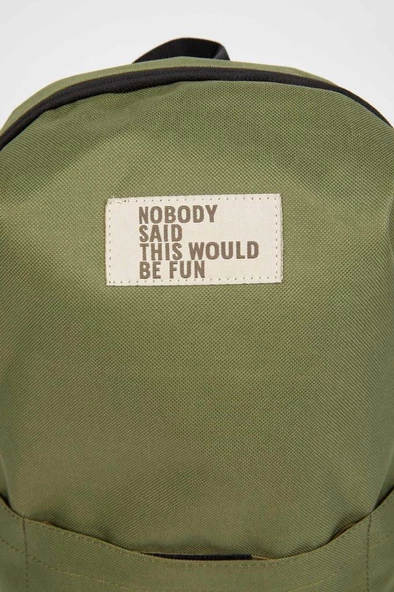 NOBODY
SAID
THIS WOULD
BE FUN